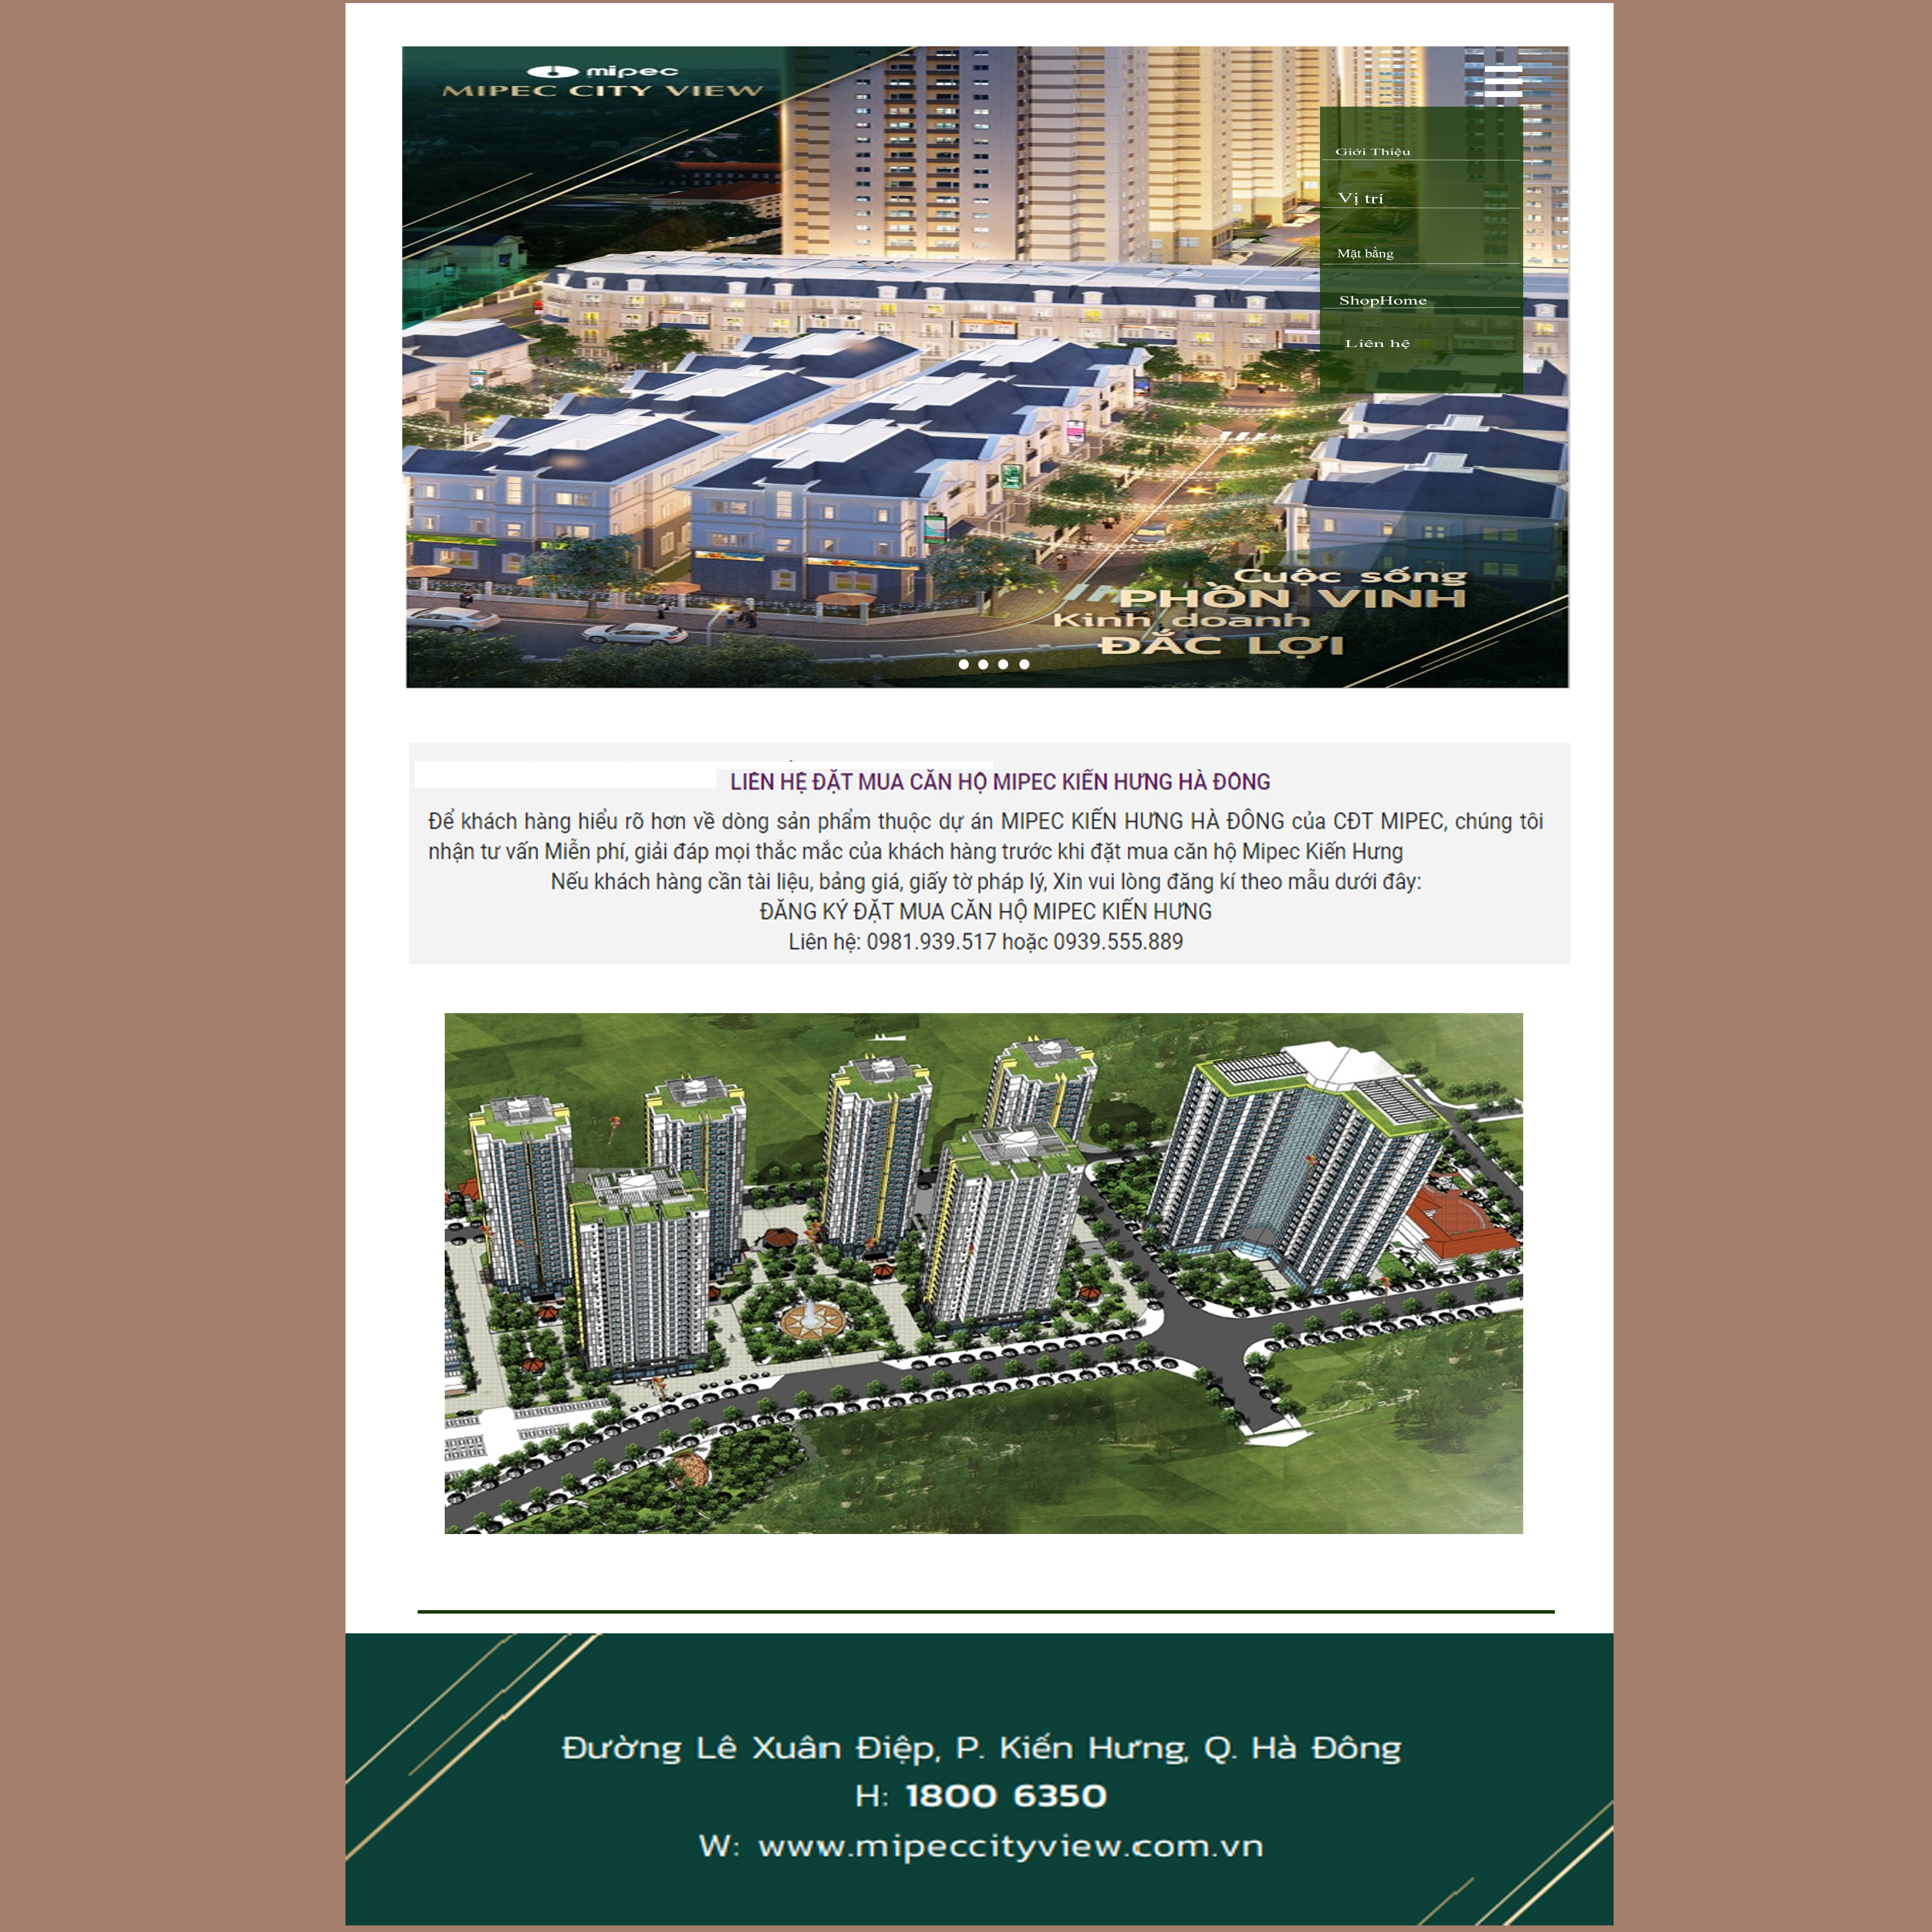 mipec
MIPEC CITY VIEW
Giới Thiệu
Vị trí
Mặt bằng
ShopHome
Liên hệ
Cuộc sống
PHỒN VINH
Kinh doanh
ĐẮC LỢI
LIÊN HỆ ĐẶT MUA CĂN HỘ MIPEC KIẾN HƯNG HÀ ĐÔNG
Để khách hàng hiểu rõ hơn về dòng sản phẩm thuộc dự án MIPEC KIẾN HƯNG HÀ ĐÔNG của CĐT MIPEC, chúng tôi
nhận tư vấn Miễn phí, giải đáp mọi thắc mắc của khách hàng trước khi đặt mua căn hộ Mipec Kiến Hưng
Nếu khách hàng cần tài liệu, bảng giá, giấy tờ pháp lý, Xin vui lòng đăng kí theo mẫu dưới đây:
ĐĂNG KÝ ĐẶT MUA CĂN HỘ MIPEC KIẾN HƯNG
Liên hệ: 0981.939.517 hoặc 0939.555.889
Đường Lê Xuân Điệp, P. Kiến Hưng, Q. Hà Đông
H: 1800 6350
W: www.mipeccityview.com.vn